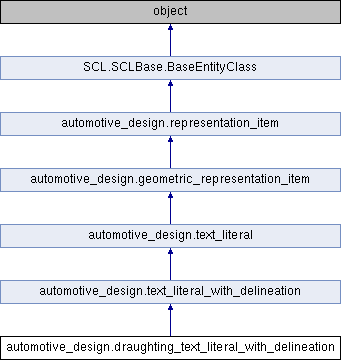 object
SCL.SCLBase.BaseEntityClass
automotive_design.representation_item
automotive_design.geometric_representation_item
automotive_design.text_literal
automotive_design.text_literal_with_delineation
automotive_design.draughting_text_literal_with_delineation